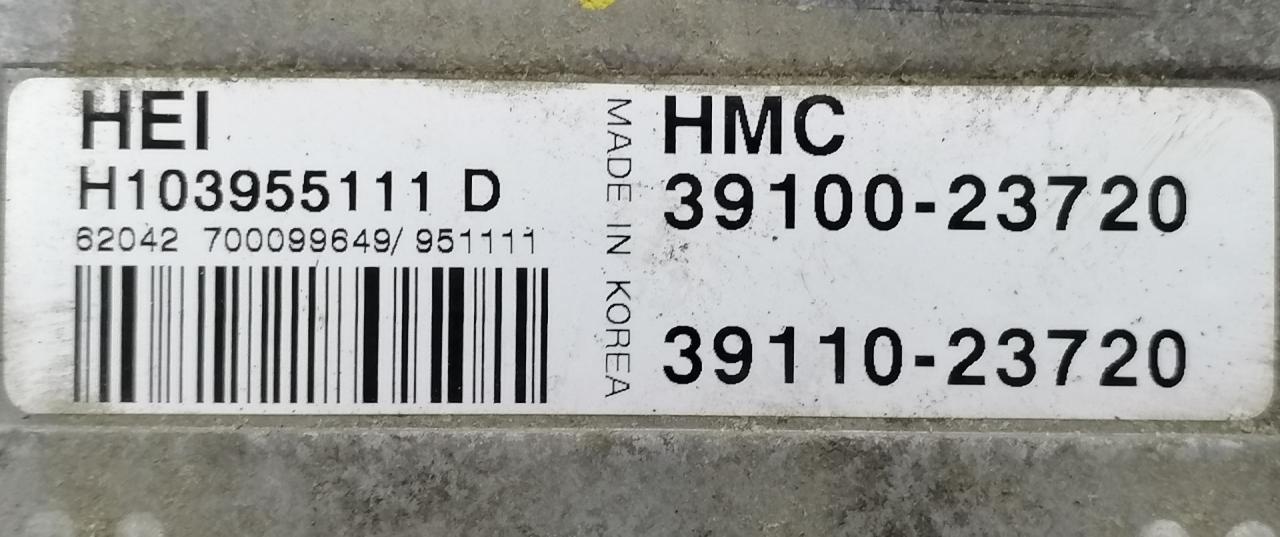 HEI
H103955111 D
62042 700099649/ 951111
MADE IN KOREA
HMC
39100-23720
39110-23720